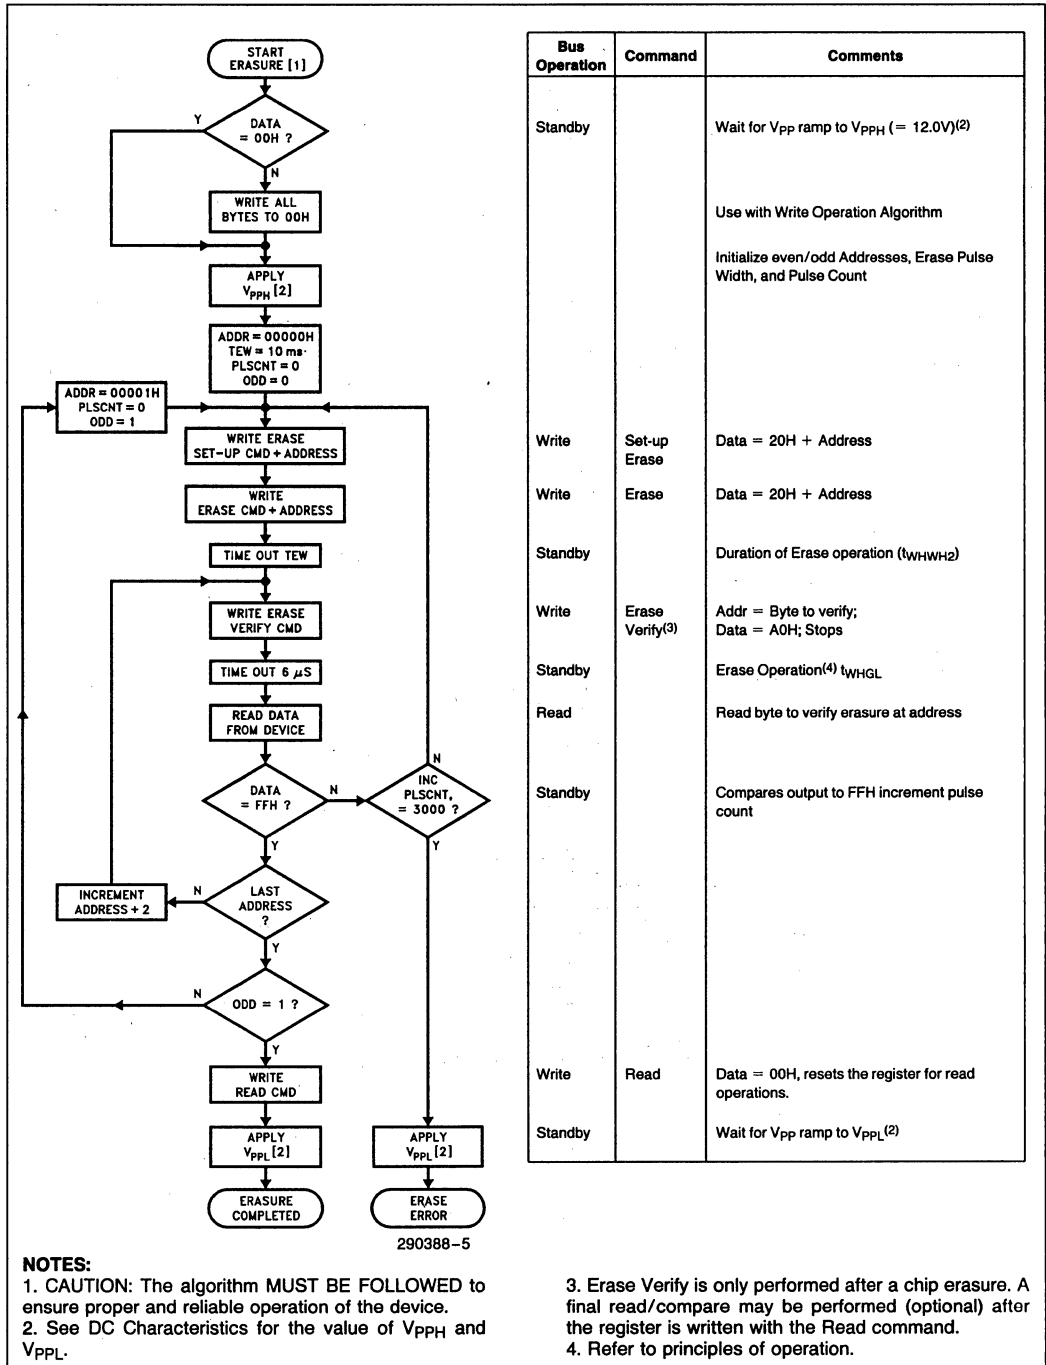 START
ERASURE [1]
DATA
= 00H ?
Y
N
WRITE ALL
BYTES TO 00H
APPLY
VPPH [2]
ADDR = 00000H
TEW = 10 ms
PLSCNT = 0
ODD = 0
ADDR = 00001H
PLSCNT = 0
ODD = 1
WRITE ERASE
SET-UP CMD + ADDRESS
WRITE
ERASE CMD + ADDRESS
TIME OUT TEW
WRITE ERASE
VERIFY CMD
TIME OUT 6 μS
READ DATA
FROM DEVICE
DATA
= FFH ?
N
Y
INC
PLSCNT,
= 3000 ?
N
Y
LAST
ADDRESS
?
N
Y
INCREMENT
ADDRESS + 2
ODD = 1 ?
N
Y
WRITE
READ CMD
APPLY
VPPL [2]
ERASURE
COMPLETED
APPLY
VPPL [2]
ERASE
ERROR
290388-5
Bus Operation Command Comments
Standby Wait for VPP ramp to VPPH (= 12.0V)(2)
Use with Write Operation Algorithm
Initialize even/odd Addresses, Erase Pulse
Width, and Pulse Count
Write Set-up Erase Data = 20H + Address
Write Erase Data = 20H + Address
Standby Duration of Erase operation (tWHWH2)
Write Erase Addr = Byte to verify;
Verify(3) Data = A0H; Stops
Standby Erase Operation(4) tWHGL
Read Read byte to verify erasure at address
Standby Compares output to FFH increment pulse
count
Write Read Data = 00H, resets the register for read
operations.
Standby Wait for VPP ramp to VPPL(2)
NOTES:
1. CAUTION: The algorithm MUST BE FOLLOWED to
ensure proper and reliable operation of the device.
2. See DC Characteristics for the value of VPPH and
VPPL.
3. Erase Verify is only performed after a chip erasure. A
final read/compare may be performed (optional) after
the register is written with the Read command.
4. Refer to principles of operation.